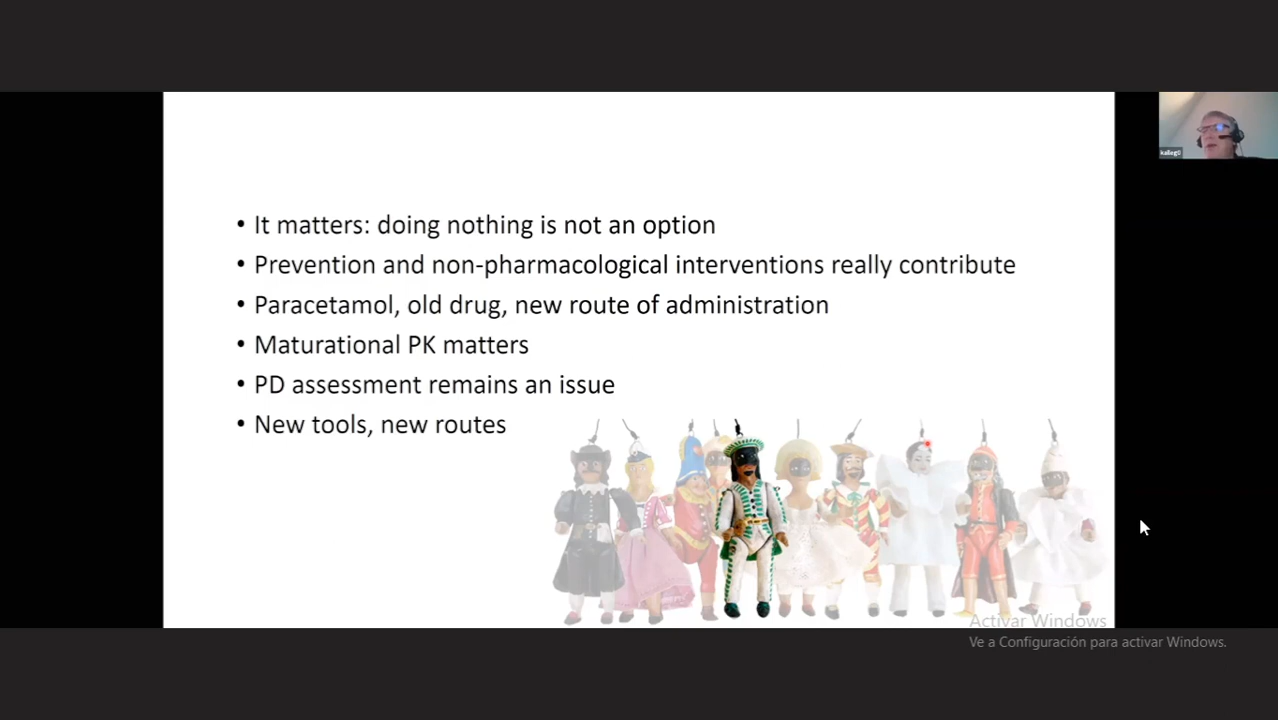 • It matters: doing nothing is not an option
• Prevention and non-pharmacological interventions really contribute
• Paracetamol, old drug, new route of administration
• Maturational PK matters
• PD assessment remains an issue
• New tools, new routes
Activar Windows
Ve a Configuración para activar Windows.